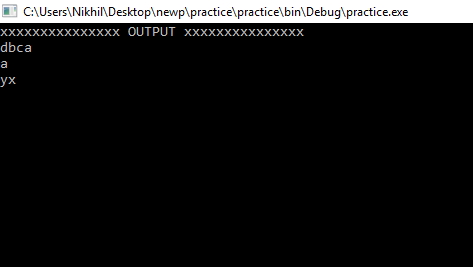 C:\Users\Nikhil\Desktop\newp\practice\practice\bin\Debug\practice.exe
xxxxxxxxxxxxxxx OUTPUT xxxxxxxxxxxxxxx
dbca
a
yx